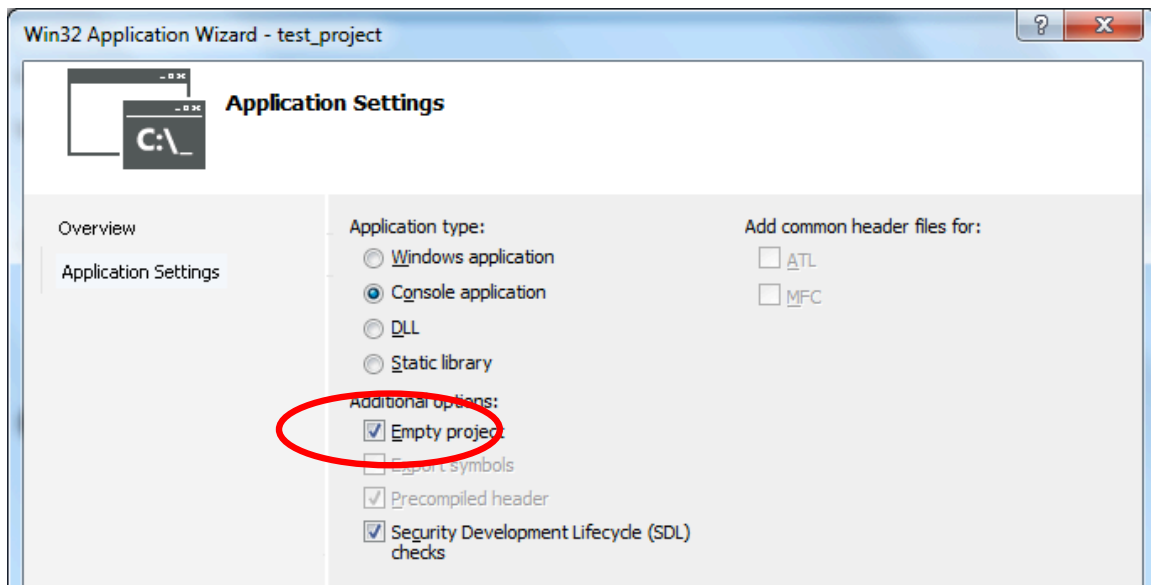 Win32 Application Wizard - test_project
?
X
C:\_
Application Settings
Overview
Application Settings
Application type:
Windows application
Console application
DLL
Static library
Additional options:
Empty project
Export symbols
Precompiled header
Security Development Lifecycle (SDL)
checks
Add common header files for:
ATL
MFC